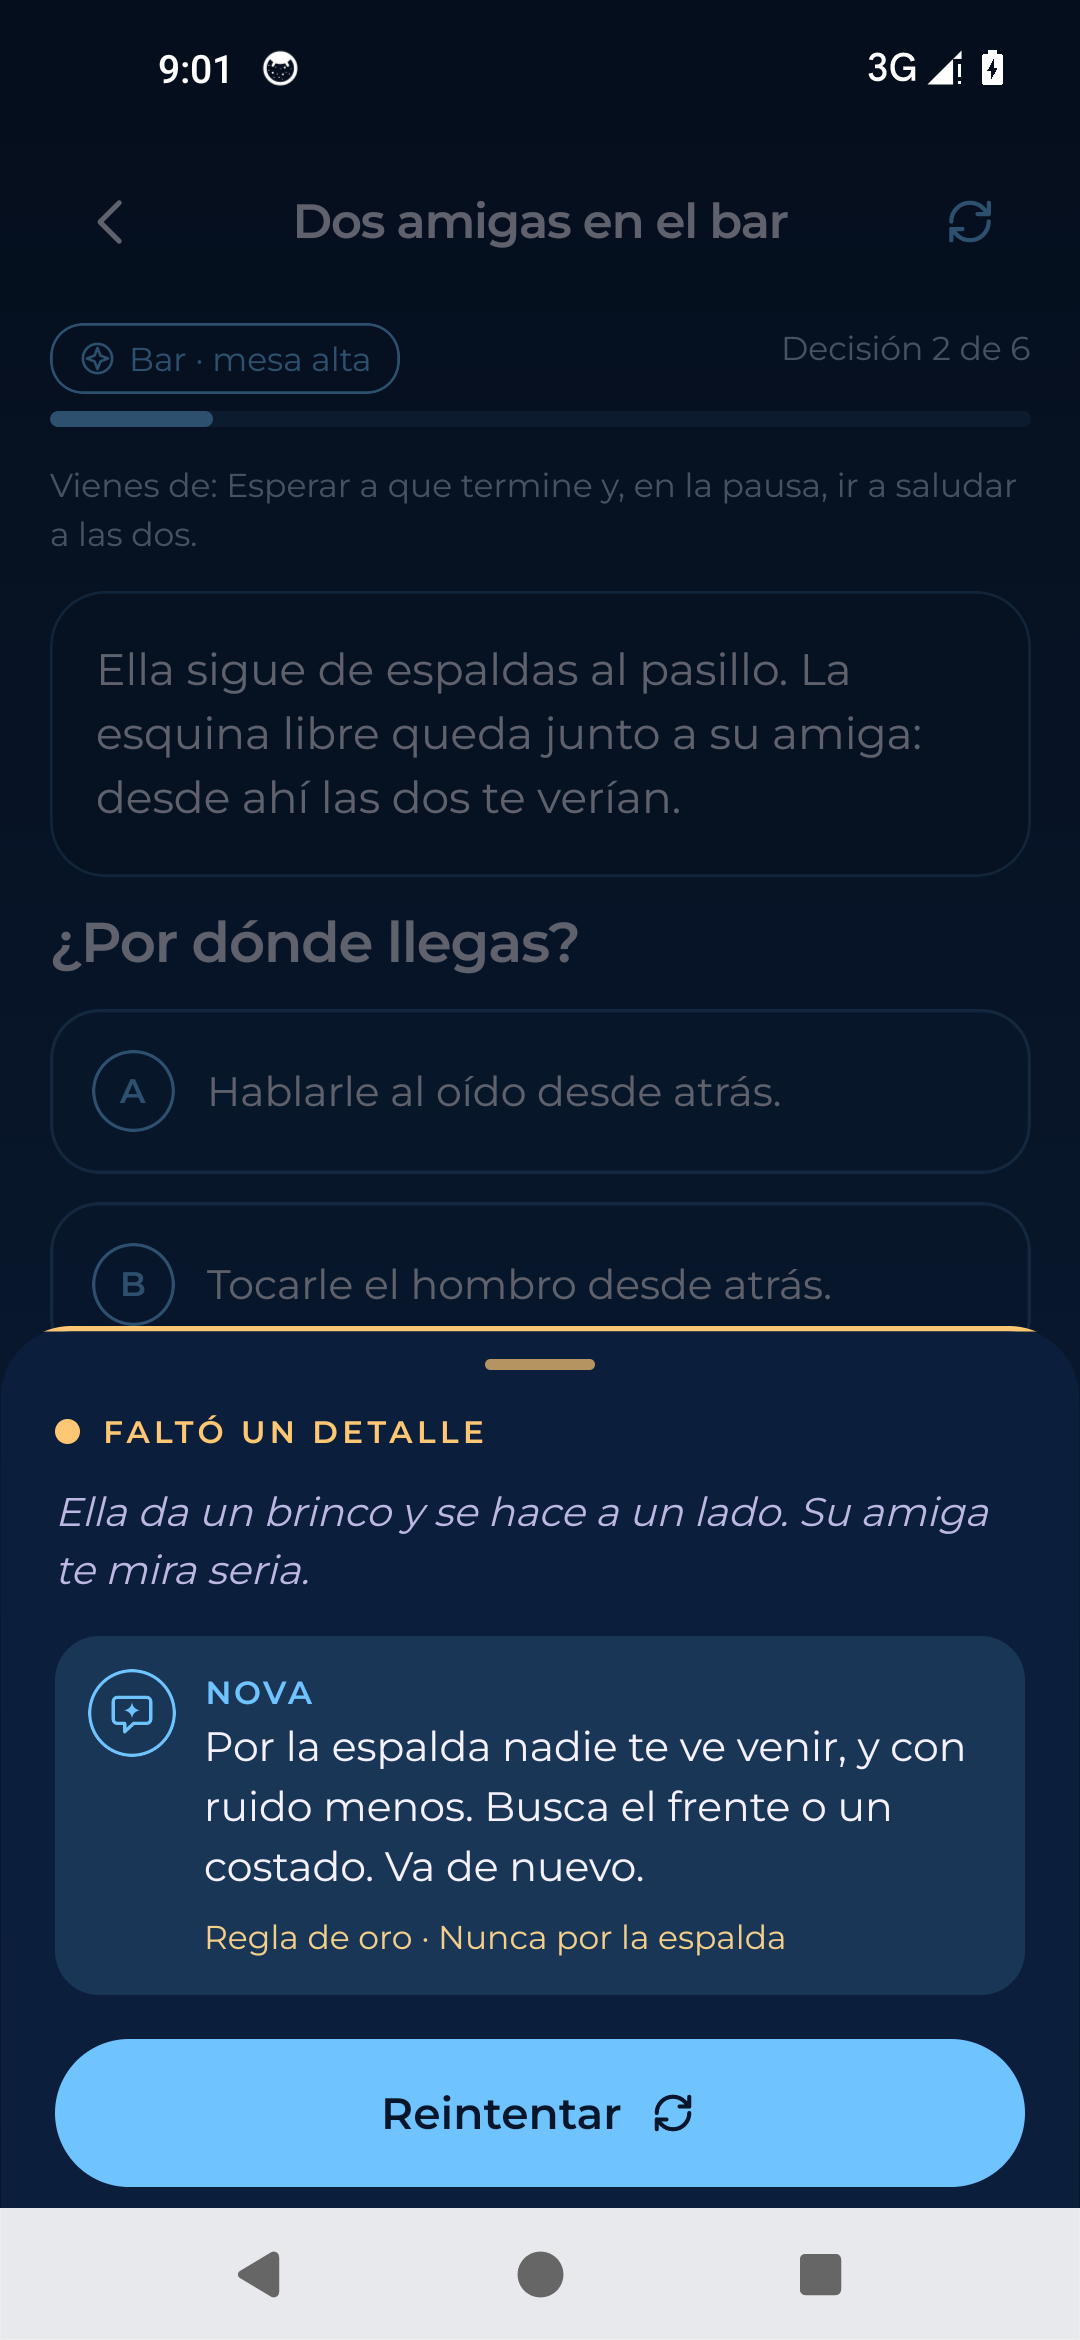 9:01
3G
Dos amigas en el bar
Bar · mesa alta
Decisión 2 de 6
Vienes de: Esperar a que termine y, en la pausa, ir a saludar
a las dos.
Ella sigue de espaldas al pasillo. La
esquina libre queda junto a su amiga:
desde ahí las dos te verían.
¿Por dónde llegas?
A Hablarle al oído desde atrás.
B Tocarle el hombro desde atrás.
FALTÓ UN DETALLE
Ella da un brinco y se hace a un lado. Su amiga
te mira seria.
NOVA
Por la espalda nadie te ve venir, y con
ruido menos. Busca el frente o un
costado. Va de nuevo.
Regla de oro · Nunca por la espalda
Reintentar